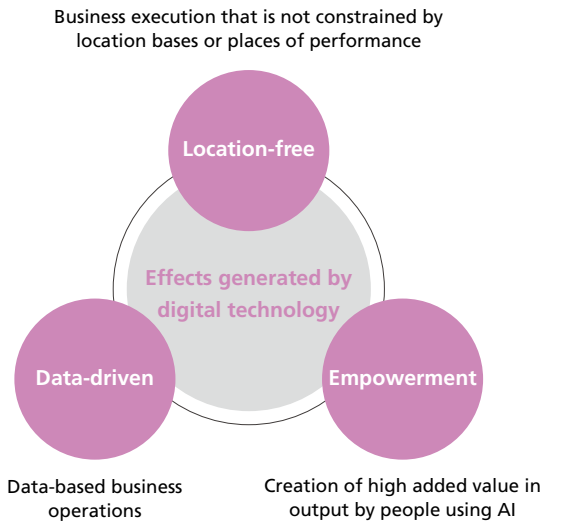 Business execution that is not constrained by
location bases or places of performance
Location-free
Effects generated by
digital technology
Data-driven
Empowerment
Data-based business
operations
Creation of high added value in
output by people using AI